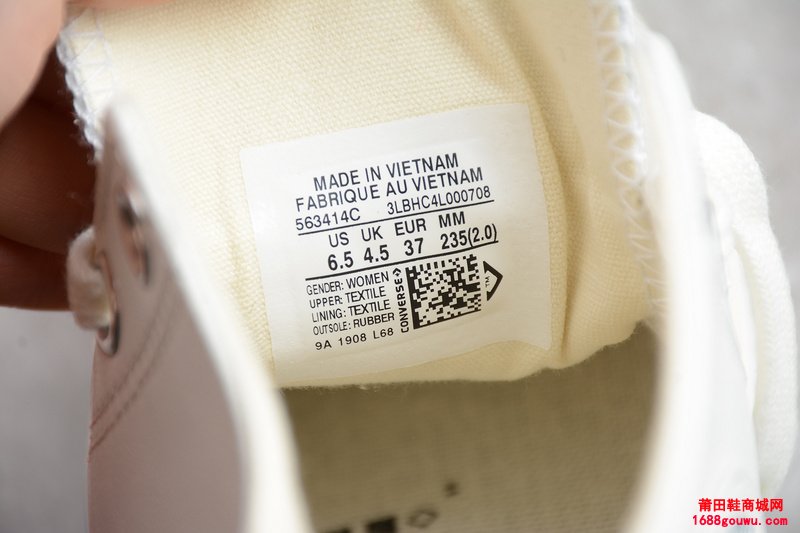 MADE IN VIETNAM
FABRIQUE AU VIETNAM
563414C 3LBHC4L000708
US UK EUR MM
6.5 4.5 37 235(2.0)
GENDER: WOMEN
UPPER: TEXTILE
LINING: TEXTILE
OUTSOLE: RUBBER
9A 1908 L68
CONVERSE
TM
莆田鞋商城网
1688gouwu.com